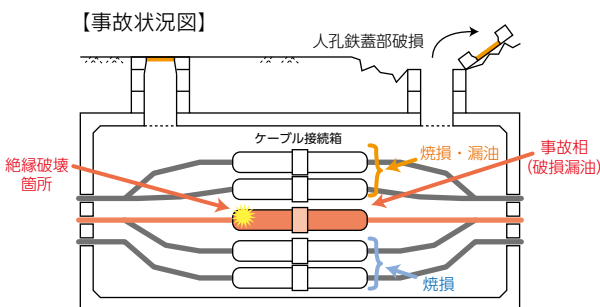 【事故状況図】
人孔鉄蓋部破損
ケーブル接続箱
焼損・漏油
事故相
(破損漏油)
絶縁破壊
箇所
焼損